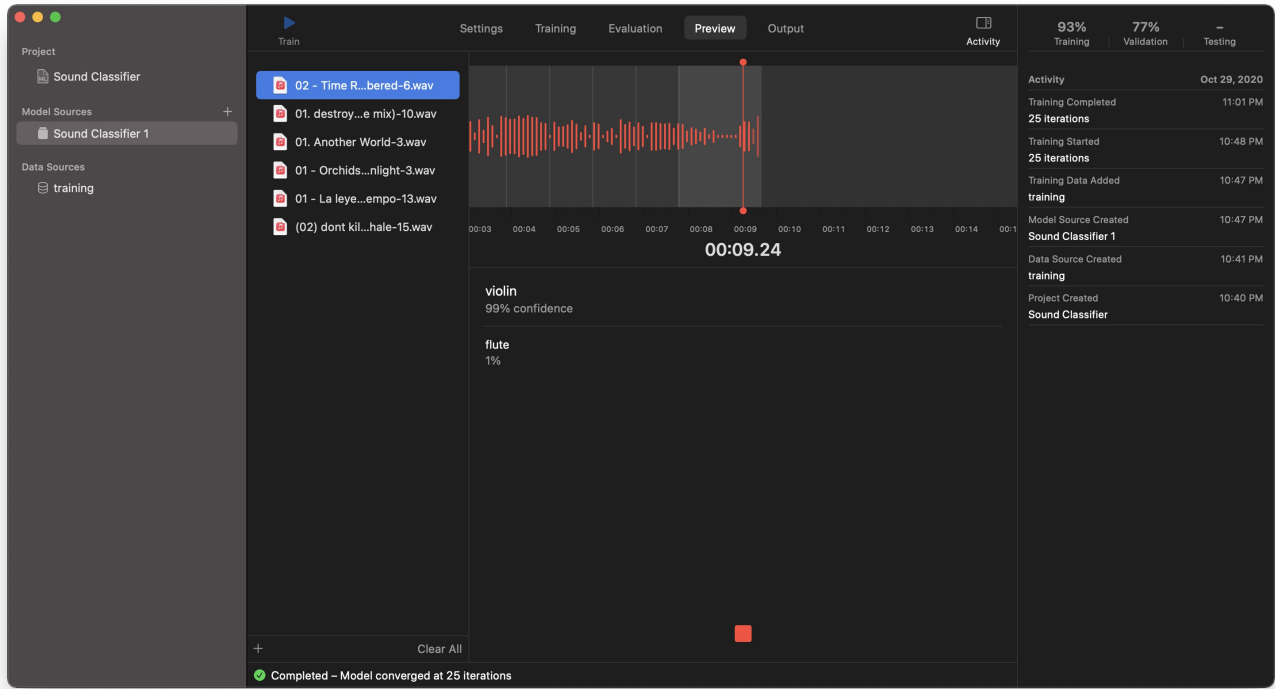 Project
Sound Classifier
Model Sources +
Sound Classifier 1
Data Sources
training
Train
Settings Training Evaluation Preview Output
Activity
02 - Time R...bered-6.wav
01. destroy...e mix)-10.wav
01. Another World-3.wav
01 - Orchids...nlight-3.wav
01 - La leye...empo-13.wav
(02) dont kil...hale-15.wav
+ Clear All
Completed – Model converged at 25 iterations
00:03 00:04 00:05 00:06 00:07 00:08 00:09 00:10 00:11 00:12 00:13 00:14 00:1
00:09.24
violin
99% confidence
flute
1%
93% 77% –
Training Validation Testing
Activity Oct 29, 2020
Training Completed 11:01 PM
25 iterations
Training Started 10:48 PM
25 iterations
Training Data Added 10:47 PM
training
Model Source Created 10:47 PM
Sound Classifier 1
Data Source Created 10:41 PM
training
Project Created 10:40 PM
Sound Classifier